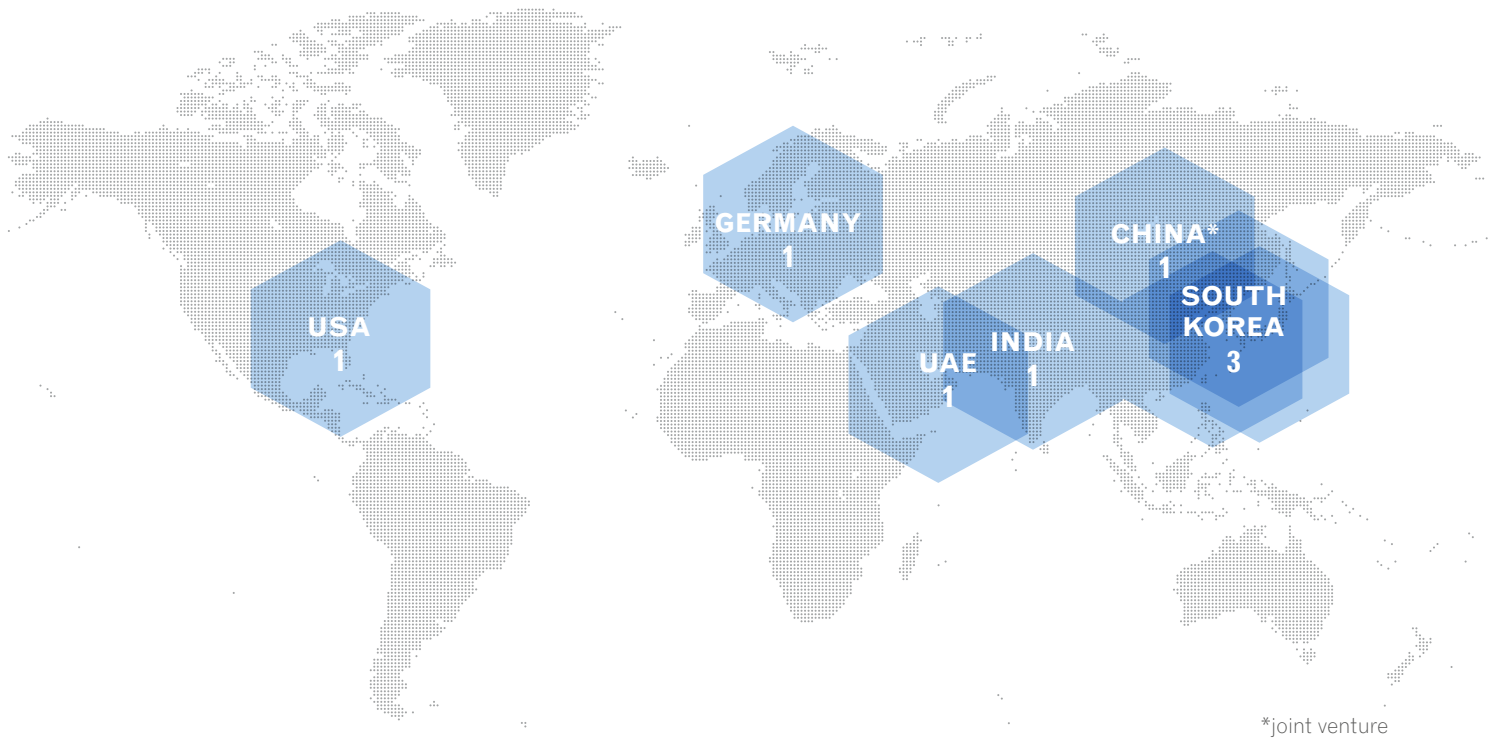 GERMANY
1
CHINA*
1
SOUTH
KOREA
3
USA
1
INDIA
1
UAE
1
*joint venture